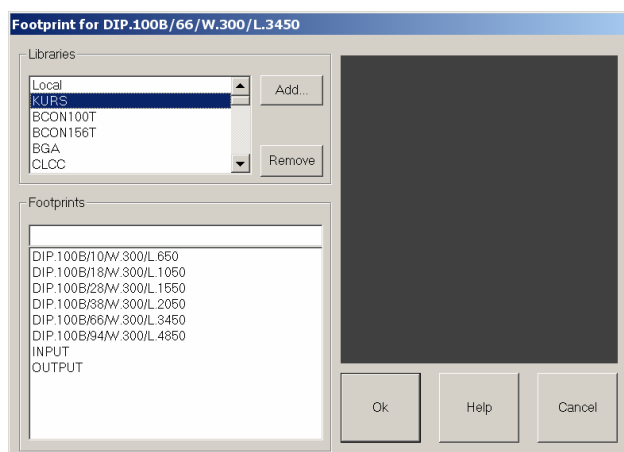 Footprint for DIP.100B/66/W.300/L.3450
Libraries
Local
KURS
BCON100T
BCON156T
BGA
CLCC
Add...
Remove
Footprints
DIP.100B/10/W.300/L.650
DIP.100B/18/W.300/L.1050
DIP.100B/28/W.300/L.1550
DIP.100B/38/W.300/L.2050
DIP.100B/66/W.300/L.3450
DIP.100B/94/W.300/L.4850
INPUT
OUTPUT
Ok
Help
Cancel